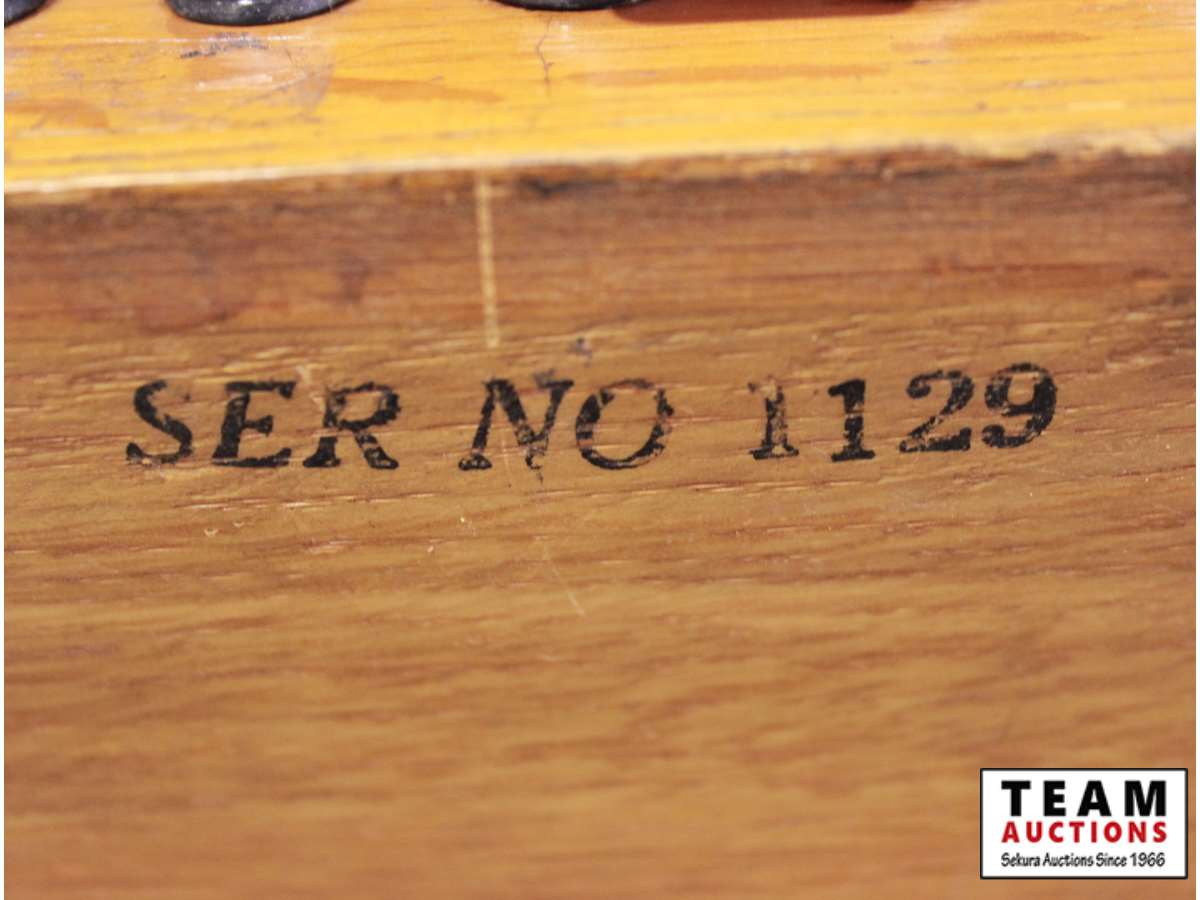 SER NO 1129
TEAM
AUCTIONS
Sekura Auctions Since 1966